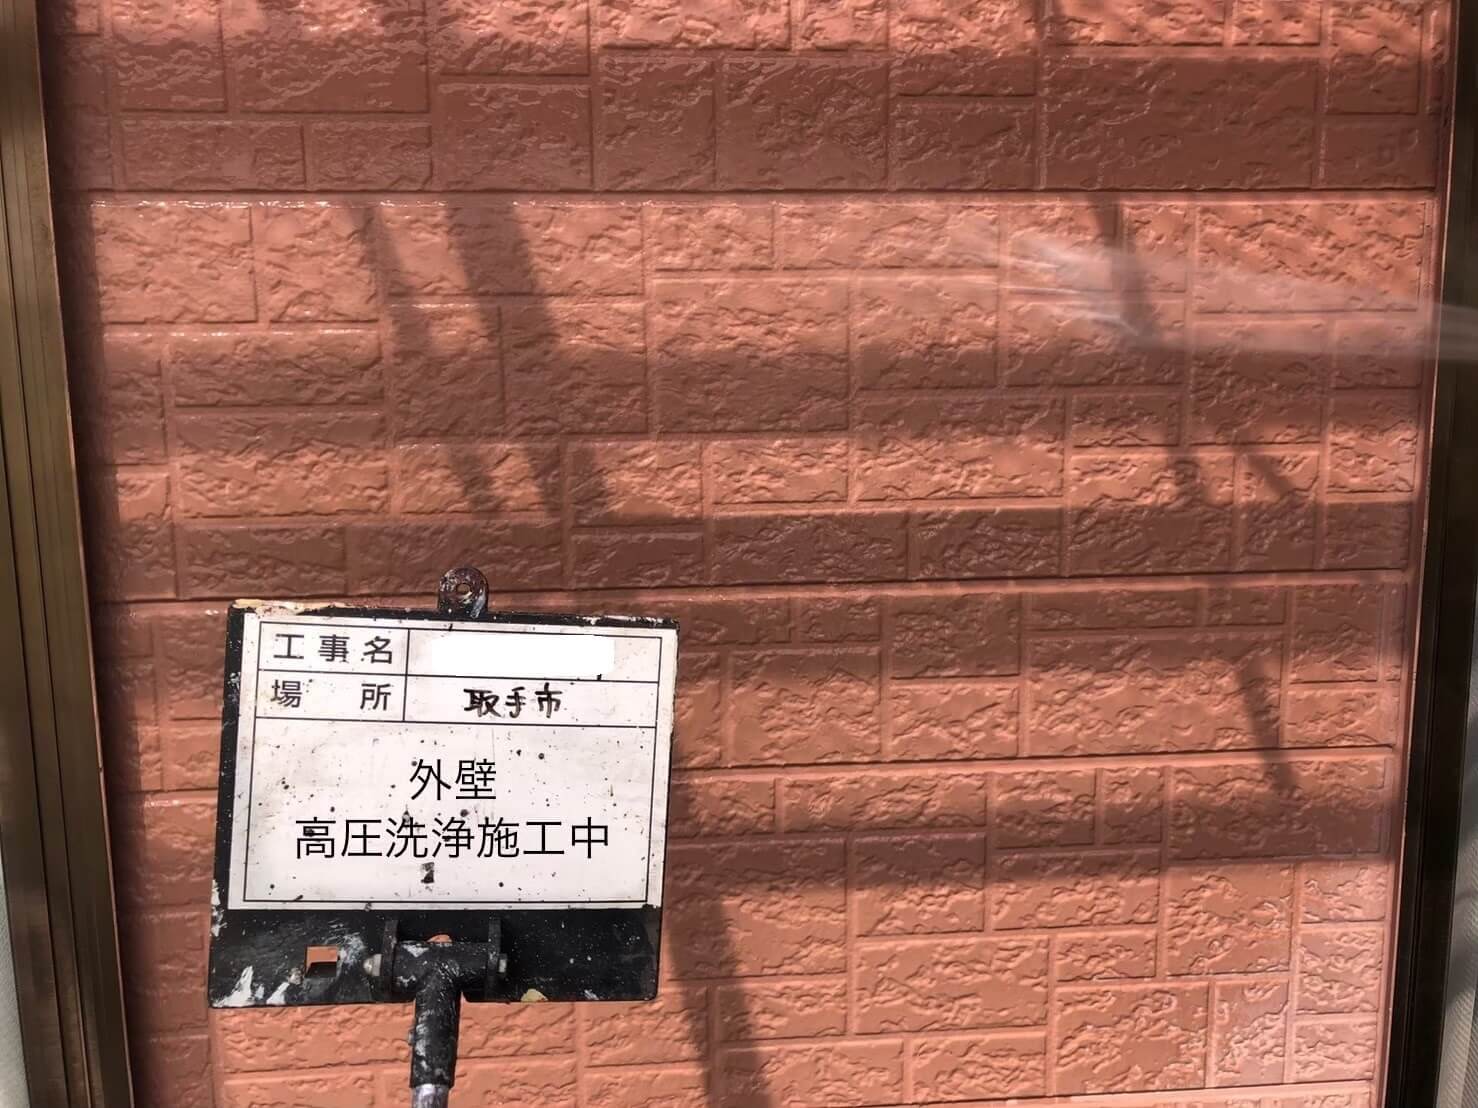 工事名
場所 取手市
外壁
高圧洗浄施工中